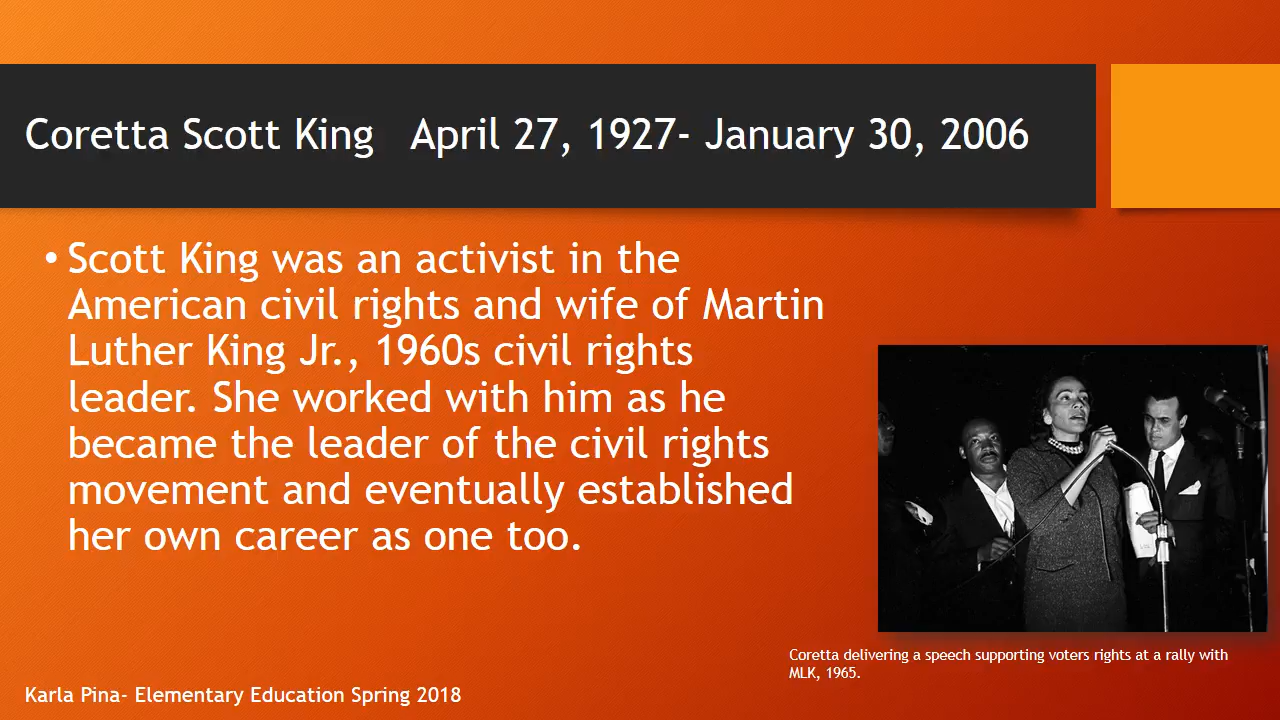 Coretta Scott King   April 27, 1927- January 30, 2006
• Scott King was an activist in the
American civil rights and wife of Martin
Luther King Jr., 1960s civil rights
leader. She worked with him as he
became the leader of the civil rights
movement and eventually established
her own career as one too.
Coretta delivering a speech supporting voters rights at a rally with
MLK, 1965.
Karla Pina- Elementary Education Spring 2018